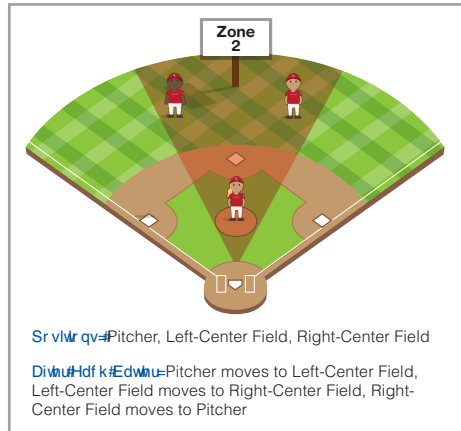 Zone
2
Sr vlwlr qv=#Pitcher, Left-Center Field, Right-Center Field
Diwhu#Hdf k#Edwwhu=Pitcher moves to Left-Center Field,
Left-Center Field moves to Right-Center Field, Right-
Center Field moves to Pitcher